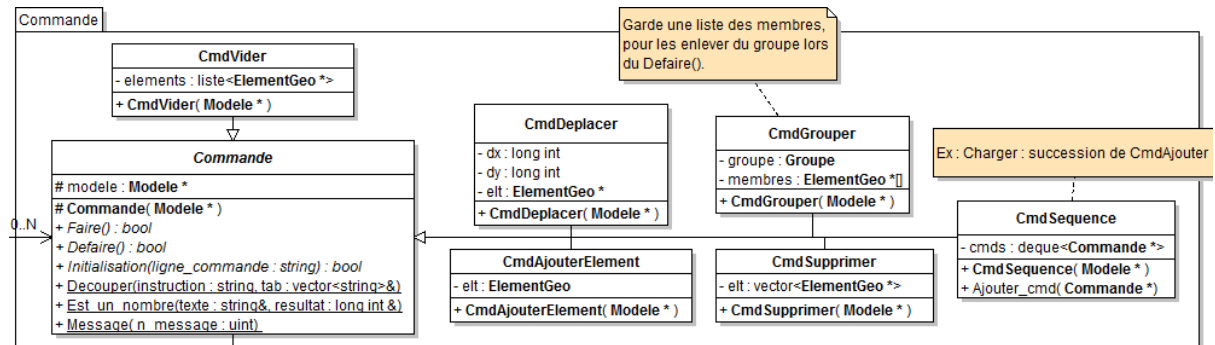 Commande
CmdVider
- elements : liste<ElementGeo *>
+ CmdVider( Modele * )
Garde une liste des membres,
pour les enlever du groupe lors
du Defaire().
CmdDeplacer
- dx : long int
- dy : long int
- elt : ElementGeo *
+ CmdDeplacer( Modele * )
CmdGrouper
- groupe : Groupe
- membres : ElementGeo *[]
+ CmdGrouper( Modele * )
Ex : Charger : succession de CmdAjouter
Commande
# modele : Modele *
# Commande( Modele * )
+ Faire() : bool
+ Defaire() : bool
+ Initialisation(ligne_commande : string) : bool
+ Decouper(instruction : string, tab : vector<string>&)
+ Est_un_nombre(texte : string&, resultat : long int &)
+ Message( n_message : uint)
0..N
CmdAjouterElement
- elt : ElementGeo
+ CmdAjouterElement( Modele * )
CmdSupprimer
- elt : vector<ElementGeo *>
+ CmdSupprimer( Modele * )
CmdSequence
- cmds : deque<Commande *>
+ CmdSequence( Modele * )
+ Ajouter_cmd( Commande *)